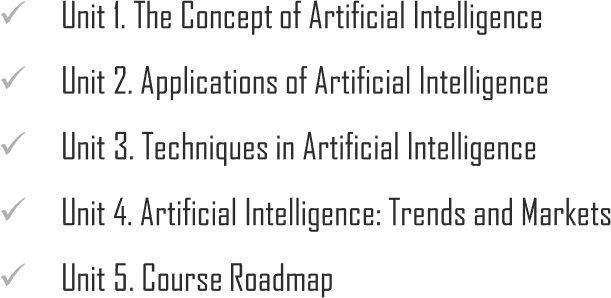 ✓ Unit 1. The Concept of Artificial Intelligence
✓ Unit 2. Applications of Artificial Intelligence
✓ Unit 3. Techniques in Artificial Intelligence
✓ Unit 4. Artificial Intelligence: Trends and Markets
✓ Unit 5. Course Roadmap